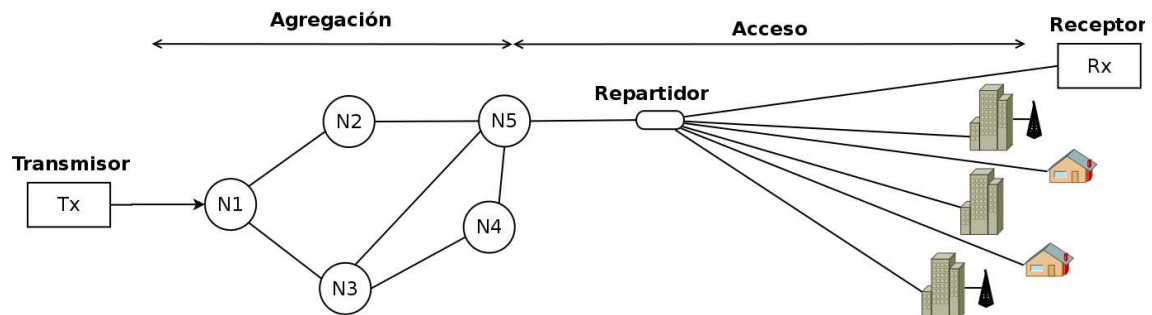 Agregación
Acceso
Receptor
Rx
Repartidor
N2
N5
Transmisor
Tx
N1
N4
N3